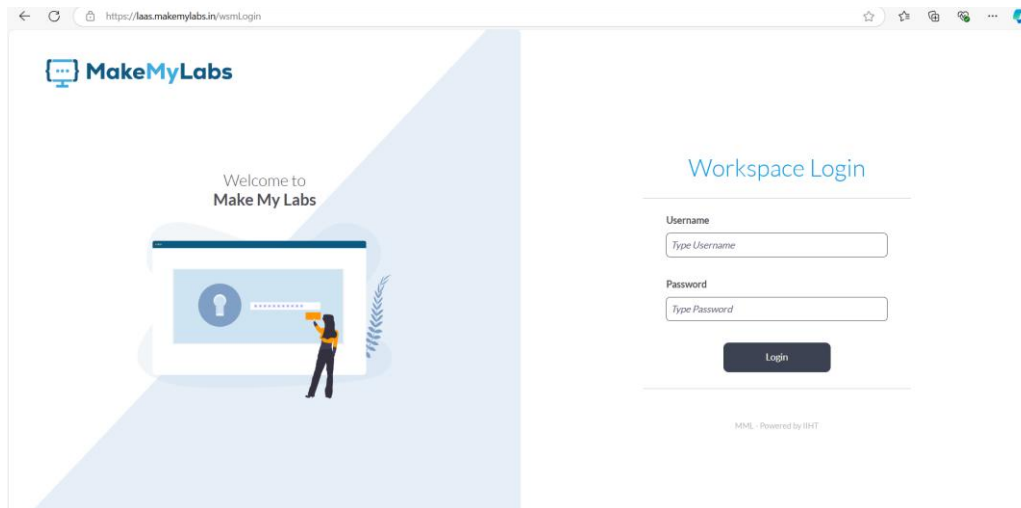 https://laas.makemylabs.in/wsmLogin
{...} MakeMyLabs
Welcome to
Make My Labs
Workspace Login
Username
Type Username
Password
Type Password
Login
MML - Powered by IIHT